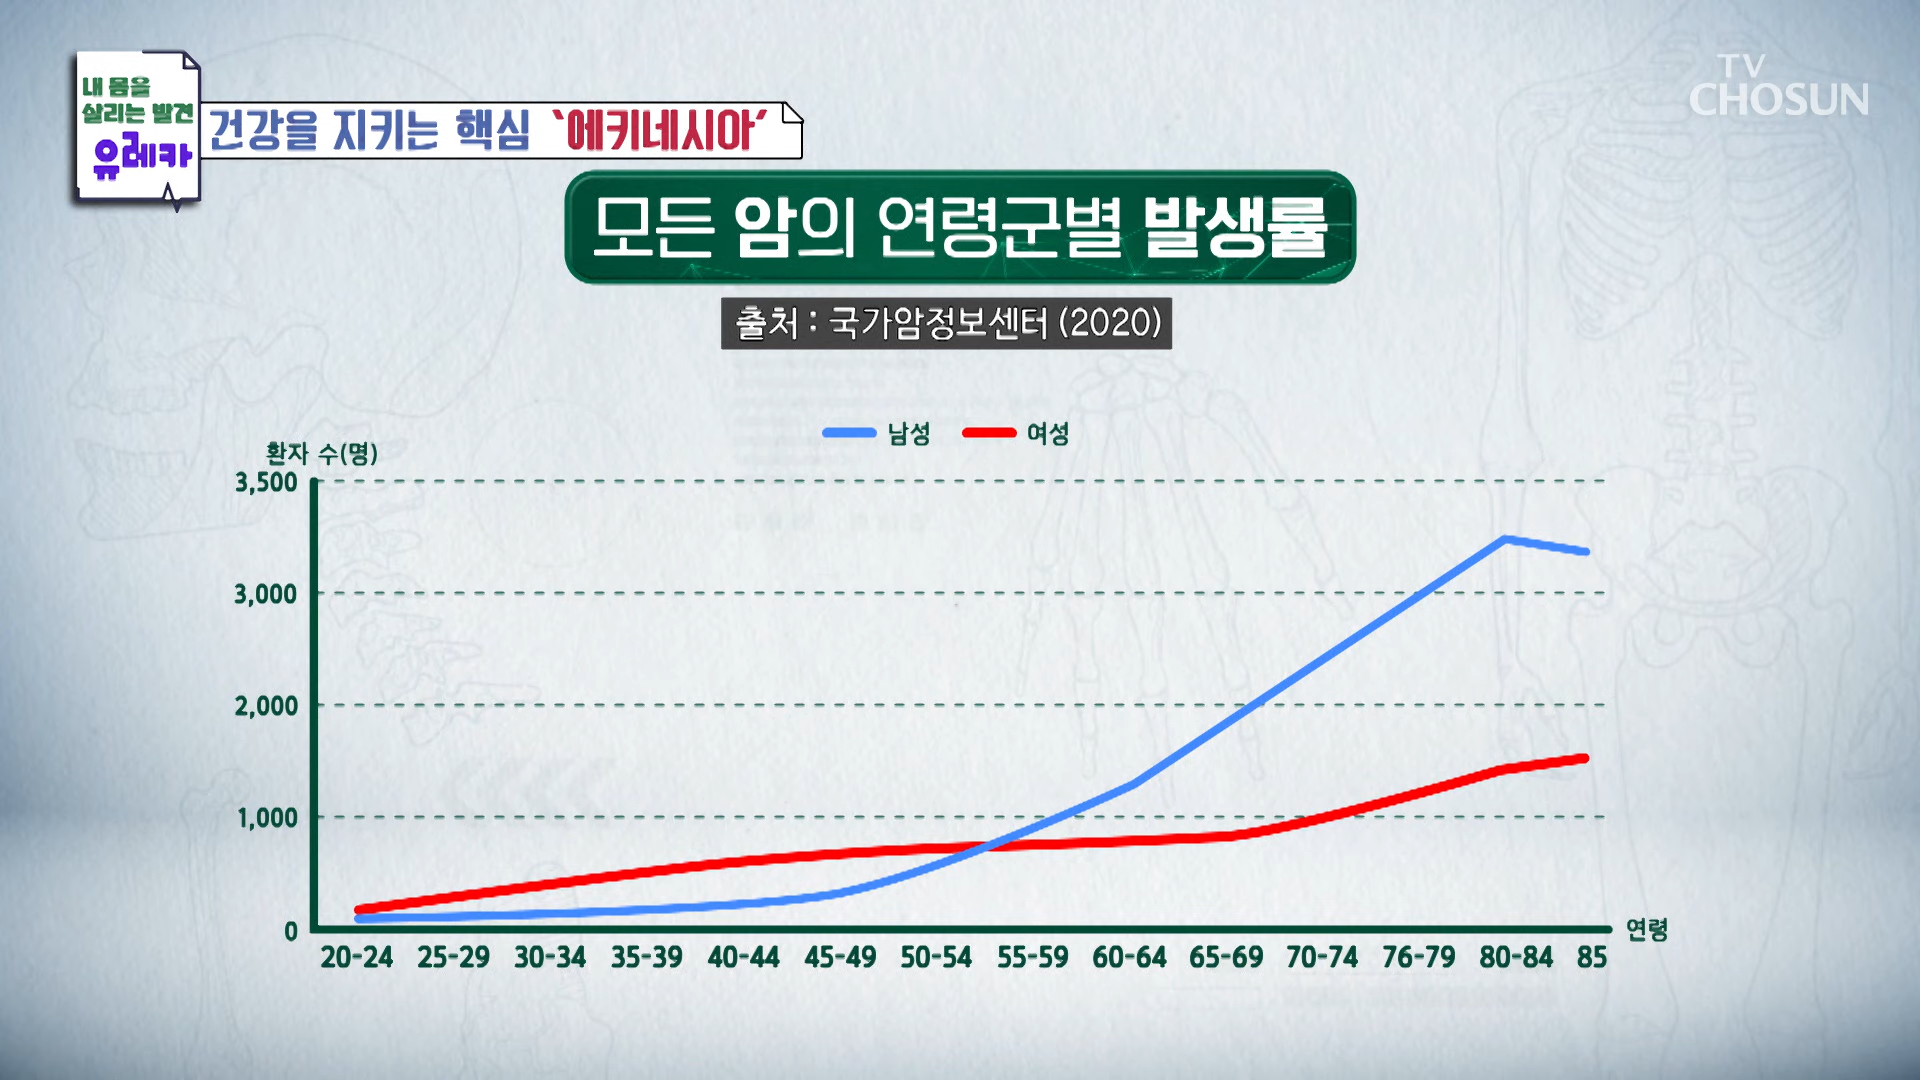 내 몸을
살리는 발견
유레카
건강을 지키는 핵심 '에키네시아'
TV
CHOSUN
모든 암의 연령군별 발생률
출처 : 국가암정보센터 (2020)
남성 여성
환자 수(명)
3,500
3,000
2,000
1,000
0
연령
20-24 25-29 30-34 35-39 40-44 45-49 50-54 55-59 60-64 65-69 70-74 76-79 80-84 85